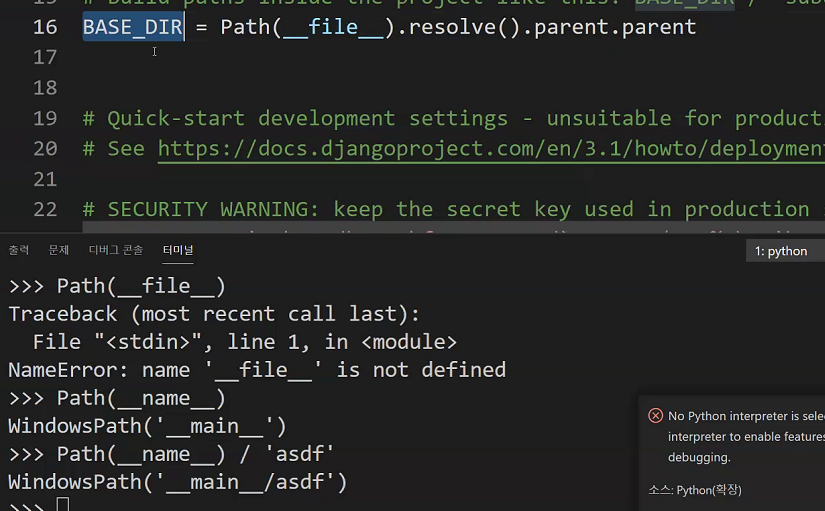 15 # Build paths inside the project like this: BASE_DIR / 'sub
16 BASE_DIR = Path(__file__).resolve().parent.parent
17
18
19 # Quick-start development settings - unsuitable for product
20 # See https://docs.djangoproject.com/en/3.1/howto/deploymen
21
22 # SECURITY WARNING: keep the secret key used in production
출력 문제 디버그 콘솔 터미널 1: python
>>> Path(__file__)
Traceback (most recent call last):
File "<stdin>", line 1, in <module>
NameError: name '__file__' is not defined
>>> Path(__name__)
WindowsPath('__main__')
>>> Path(__name__) / 'asdf'
WindowsPath('__main__/asdf')
>>>
No Python interpreter is sele
interpreter to enable features
debugging.
소스: Python(확장)